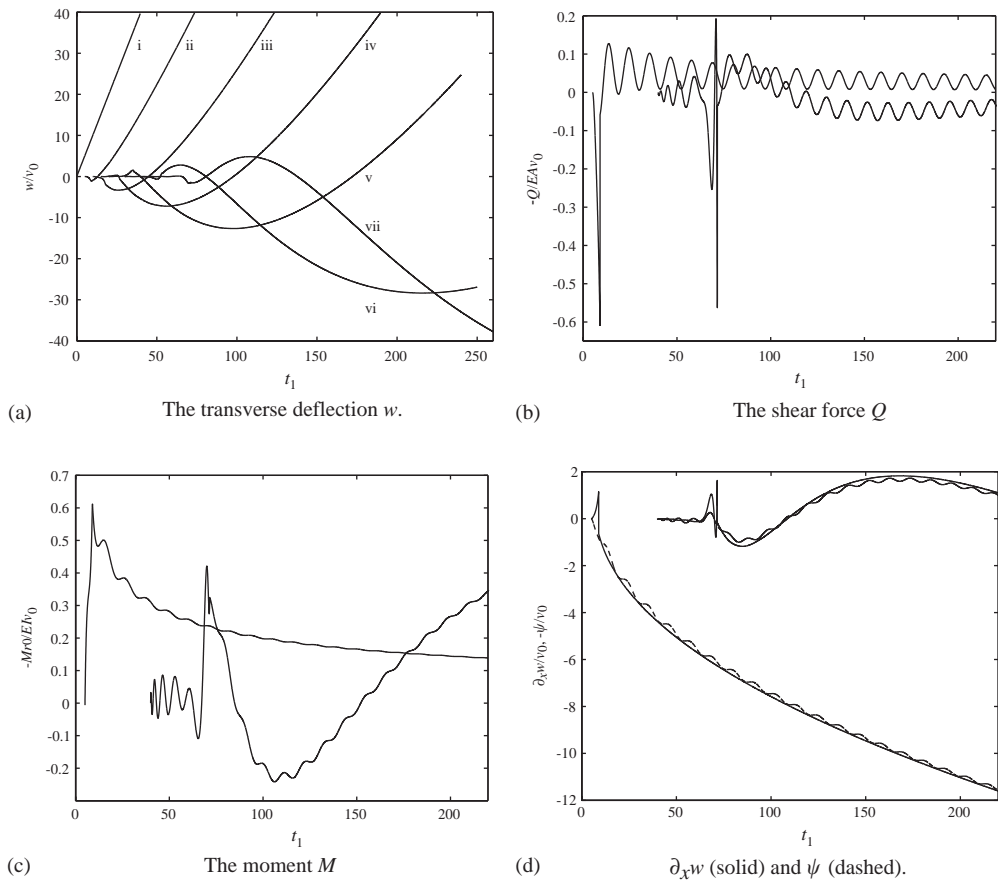 40
30
20
10
0
-10
-20
-30
-40
w/v0
i
ii
iii
iv
v
vii
vi
0 50 100 150 200 250
t1
(a) The transverse deflection w.
0.2
0.1
0
-0.1
-0.2
-0.3
-0.4
-0.5
-0.6
-Q/EAv0
0 50 100 150 200
t1
(b) The shear force Q
0.7
0.6
0.5
0.4
0.3
0.2
0.1
0
-0.1
-0.2
-Mr0/EIv0
0 50 100 150 200
t1
(c) The moment M
2
0
-2
-4
-6
-8
-10
-12
∂xw/v0, -ψ/v0
0 50 100 150 200
t1
(d) ∂xw (solid) and ψ (dashed).